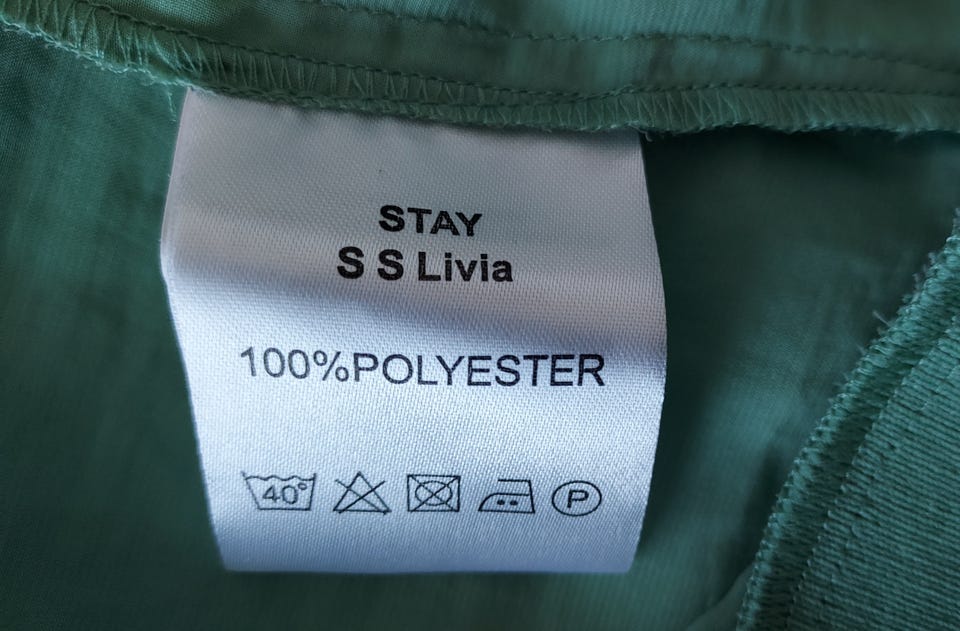 STAY
S S Livia
100%POLYESTER
40° P